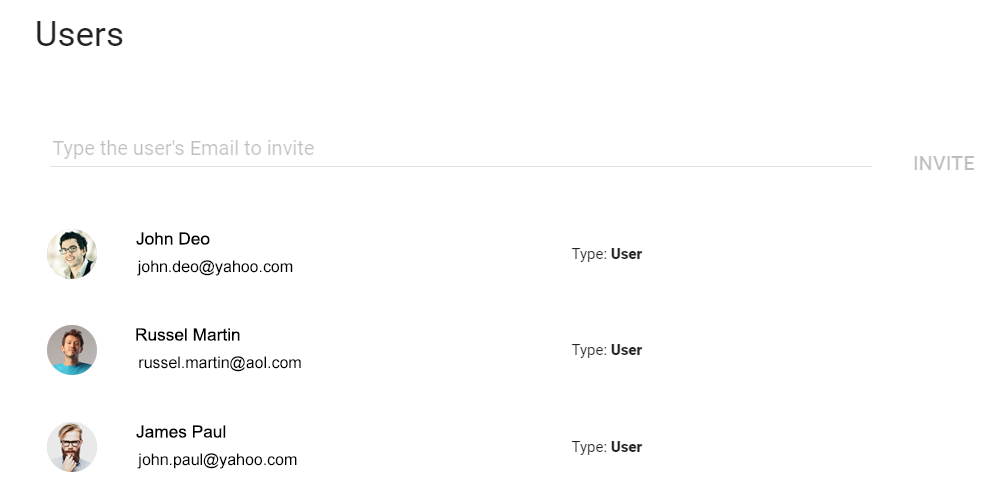 Users
Type the user's Email to invite
INVITE
John Deo
john.deo@yahoo.com
Type: User
Russel Martin
russel.martin@aol.com
Type: User
James Paul
john.paul@yahoo.com
Type: User